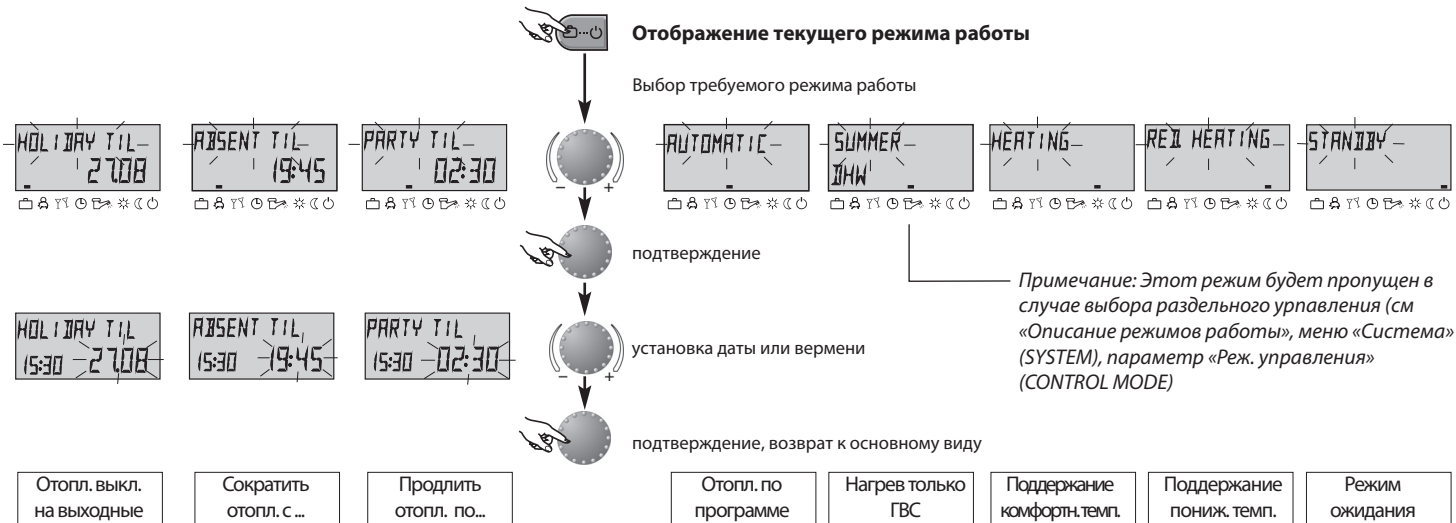 Отображение текущего режима работы
Выбор требуемого режима работы
HOLIDAY TIL
27.08
ABSENT TIL
19:45
PARTY TIL
02:30
- +
AUTOMATIC
SUMMER
DHW
HEATING
RED HEATING
STANDBY
подтверждение
Примечание: Этот режим будет пропущен в
случае выбора раздельного урпавления (см
«Описание режимов работы», меню «Система»
(SYSTEM), параметр «Реж. управления»
(CONTROL MODE)
HOLIDAY TIL
15:30 27.08
ABSENT TIL
15:30 19:45
PARTY TIL
15:30 02:30
- +
установка даты или вермени
подтверждение, возврат к основному виду
Отопл. выкл.
на выходные
Сократить
отопл. с ...
Продлить
отопл. по...
Отопл. по
программе
Нагрев только
ГВС
Поддержание
комфортн. темп.
Поддержание
пониж. темп.
Режим
ожидания